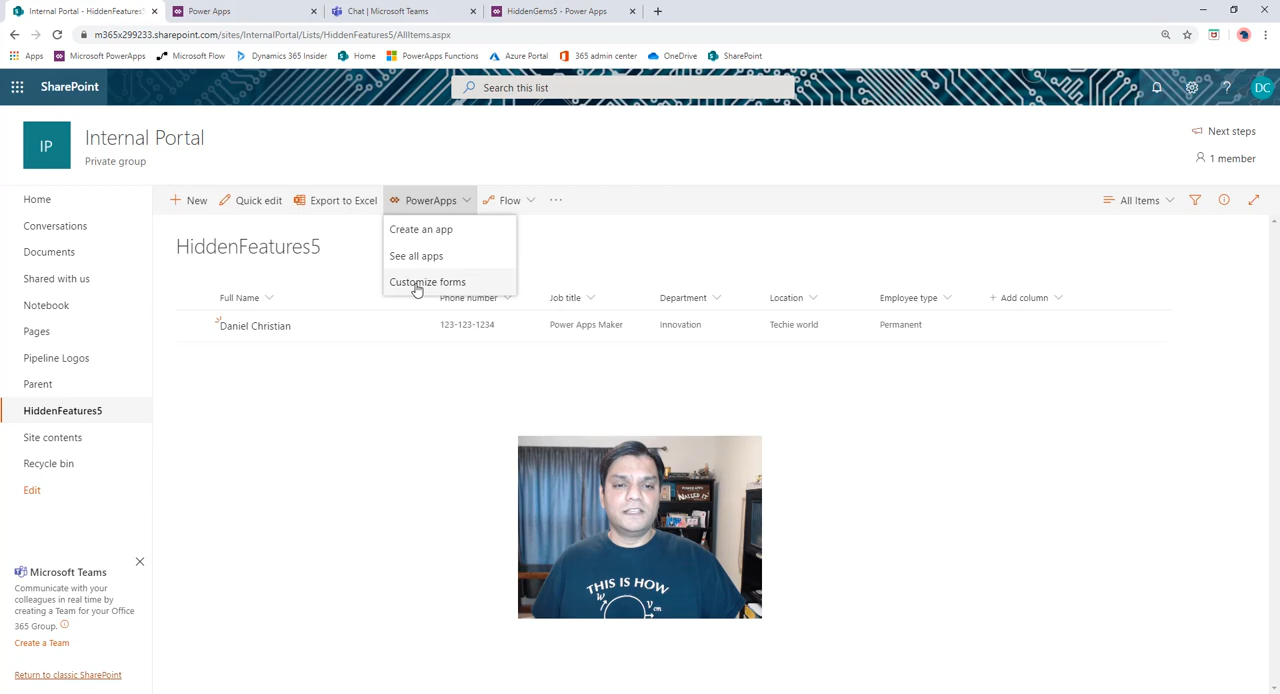 Internal Portal - HiddenFeatures5
Power Apps
Chat | Microsoft Teams
HiddenGems5 - Power Apps
m365x299233.sharepoint.com/sites/InternalPortal/Lists/HiddenFeatures5/AllItems.aspx
Apps
Microsoft PowerApps
Microsoft Flow
Dynamics 365 Insider
Home
PowerApps Functions
Azure Portal
365 admin center
OneDrive
SharePoint
SharePoint
Search this list
DC
IP
Internal Portal
Private group
Next steps
1 member
New
Quick edit
Export to Excel
PowerApps
Flow
All Items
Create an app
See all apps
Customize forms
Home
Conversations
Documents
Shared with us
Notebook
Pages
Pipeline Logos
Parent
HiddenFeatures5
Site contents
Recycle bin
Edit
HiddenFeatures5
Full Name
Phone number
Job title
Department
Location
Employee type
Add column
Daniel Christian
123-123-1234
Power Apps Maker
Innovation
Techie world
Permanent
POWER APPS
NAILED IT
THIS IS HOW
Microsoft Teams
Communicate with your
colleagues in real time by
creating a Team for your Office
365 Group.
Create a Team
Return to classic SharePoint